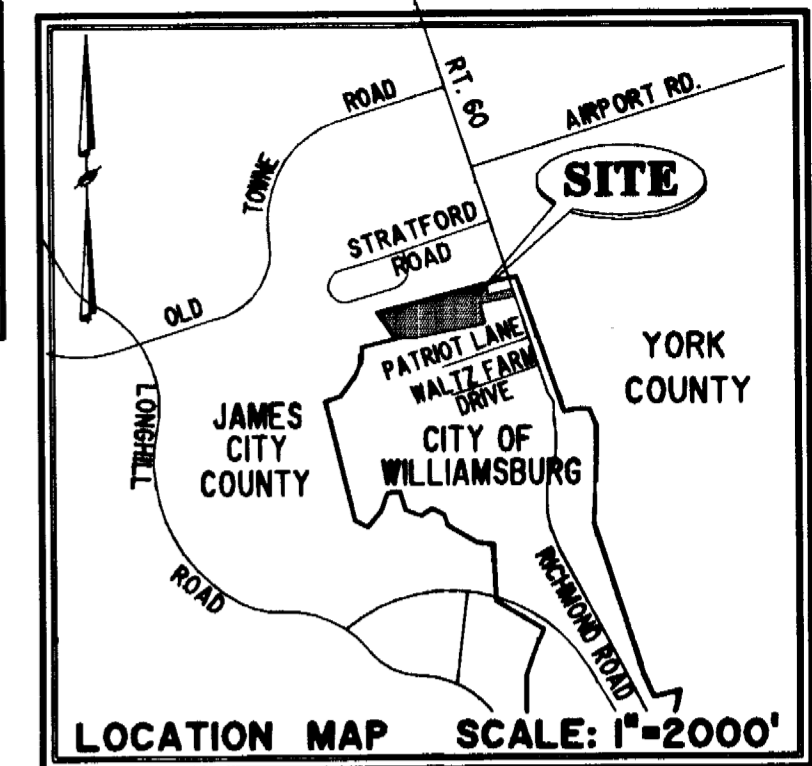 RT. 60
ROAD
AIRPORT RD.
TOWNE
SITE
STRATFORD
ROAD
OLD
PATRIOT LANE
WALTZ FARM
DRIVE
YORK
COUNTY
LONGHILL
JAMES
CITY
COUNTY
CITY OF
WILLIAMSBURG
ROAD
RICHMOND ROAD
LOCATION MAP SCALE: 1"=2000'